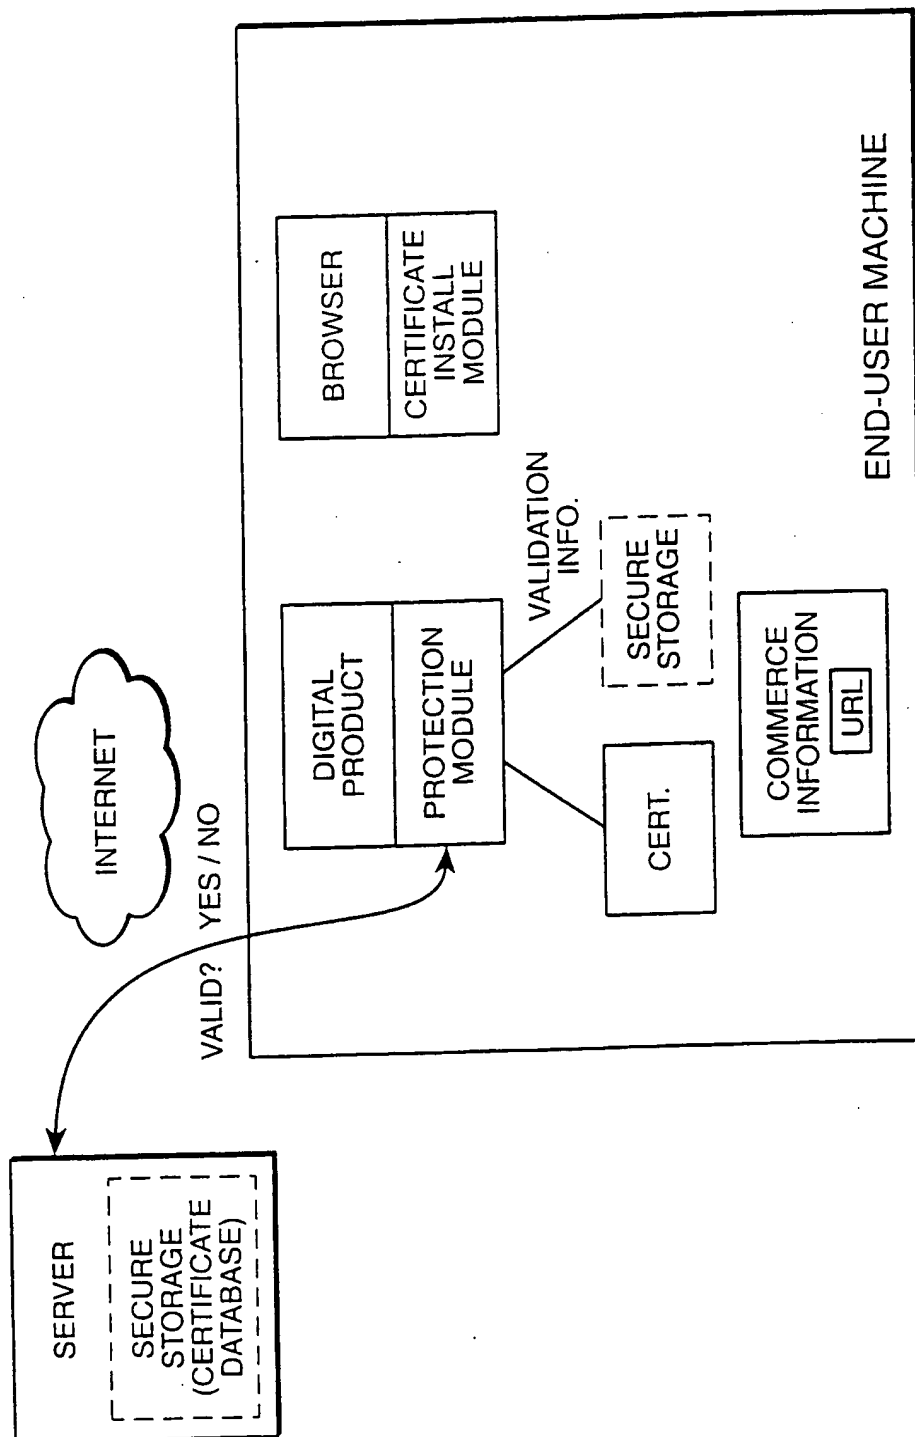 SERVER
SECURE
STORAGE
(CERTIFICATE
DATABASE)
INTERNET
VALID? YES / NO
DIGITAL
PRODUCT
PROTECTION
MODULE
BROWSER
CERTIFICATE
INSTALL
MODULE
VALIDATION
INFO.
CERT.
SECURE
STORAGE
COMMERCE
INFORMATION
URL
END-USER MACHINE